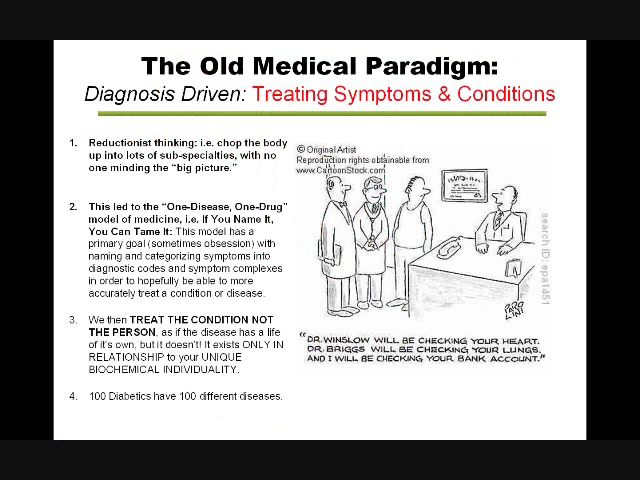 The Old Medical Paradigm:
Diagnosis Driven: Treating Symptoms & Conditions
1. Reductionist thinking: i.e. chop the body
up into lots of sub-specialties, with no
one minding the “big picture.”
2. This led to the “One-Disease, One-Drug”
model of medicine, i.e. If You Name It,
You Can Tame It: This model has a
primary goal (sometimes obsession) with
naming and categorizing symptoms into
diagnostic codes and symptom complexes
in order to hopefully be able to more
accurately treat a condition or disease.
3. We then TREAT THE CONDITION NOT
THE PERSON, as if the disease has a life
of it's own, but it doesn't! It exists ONLY IN
RELATIONSHIP to your UNIQUE
BIOCHEMICAL INDIVIDUALITY.
4. 100 Diabetics have 100 different diseases.
© Original Artist
Reproduction rights obtainable from
www.CartoonStock.com
search ID: epa1451
PARO
LINI
"DR. WINSLOW WILL BE CHECKING YOUR HEART.
DR. BRIGGS WILL BE CHECKING YOUR LUNGS.
AND I WILL BE CHECKING YOUR BANK ACCOUNT."